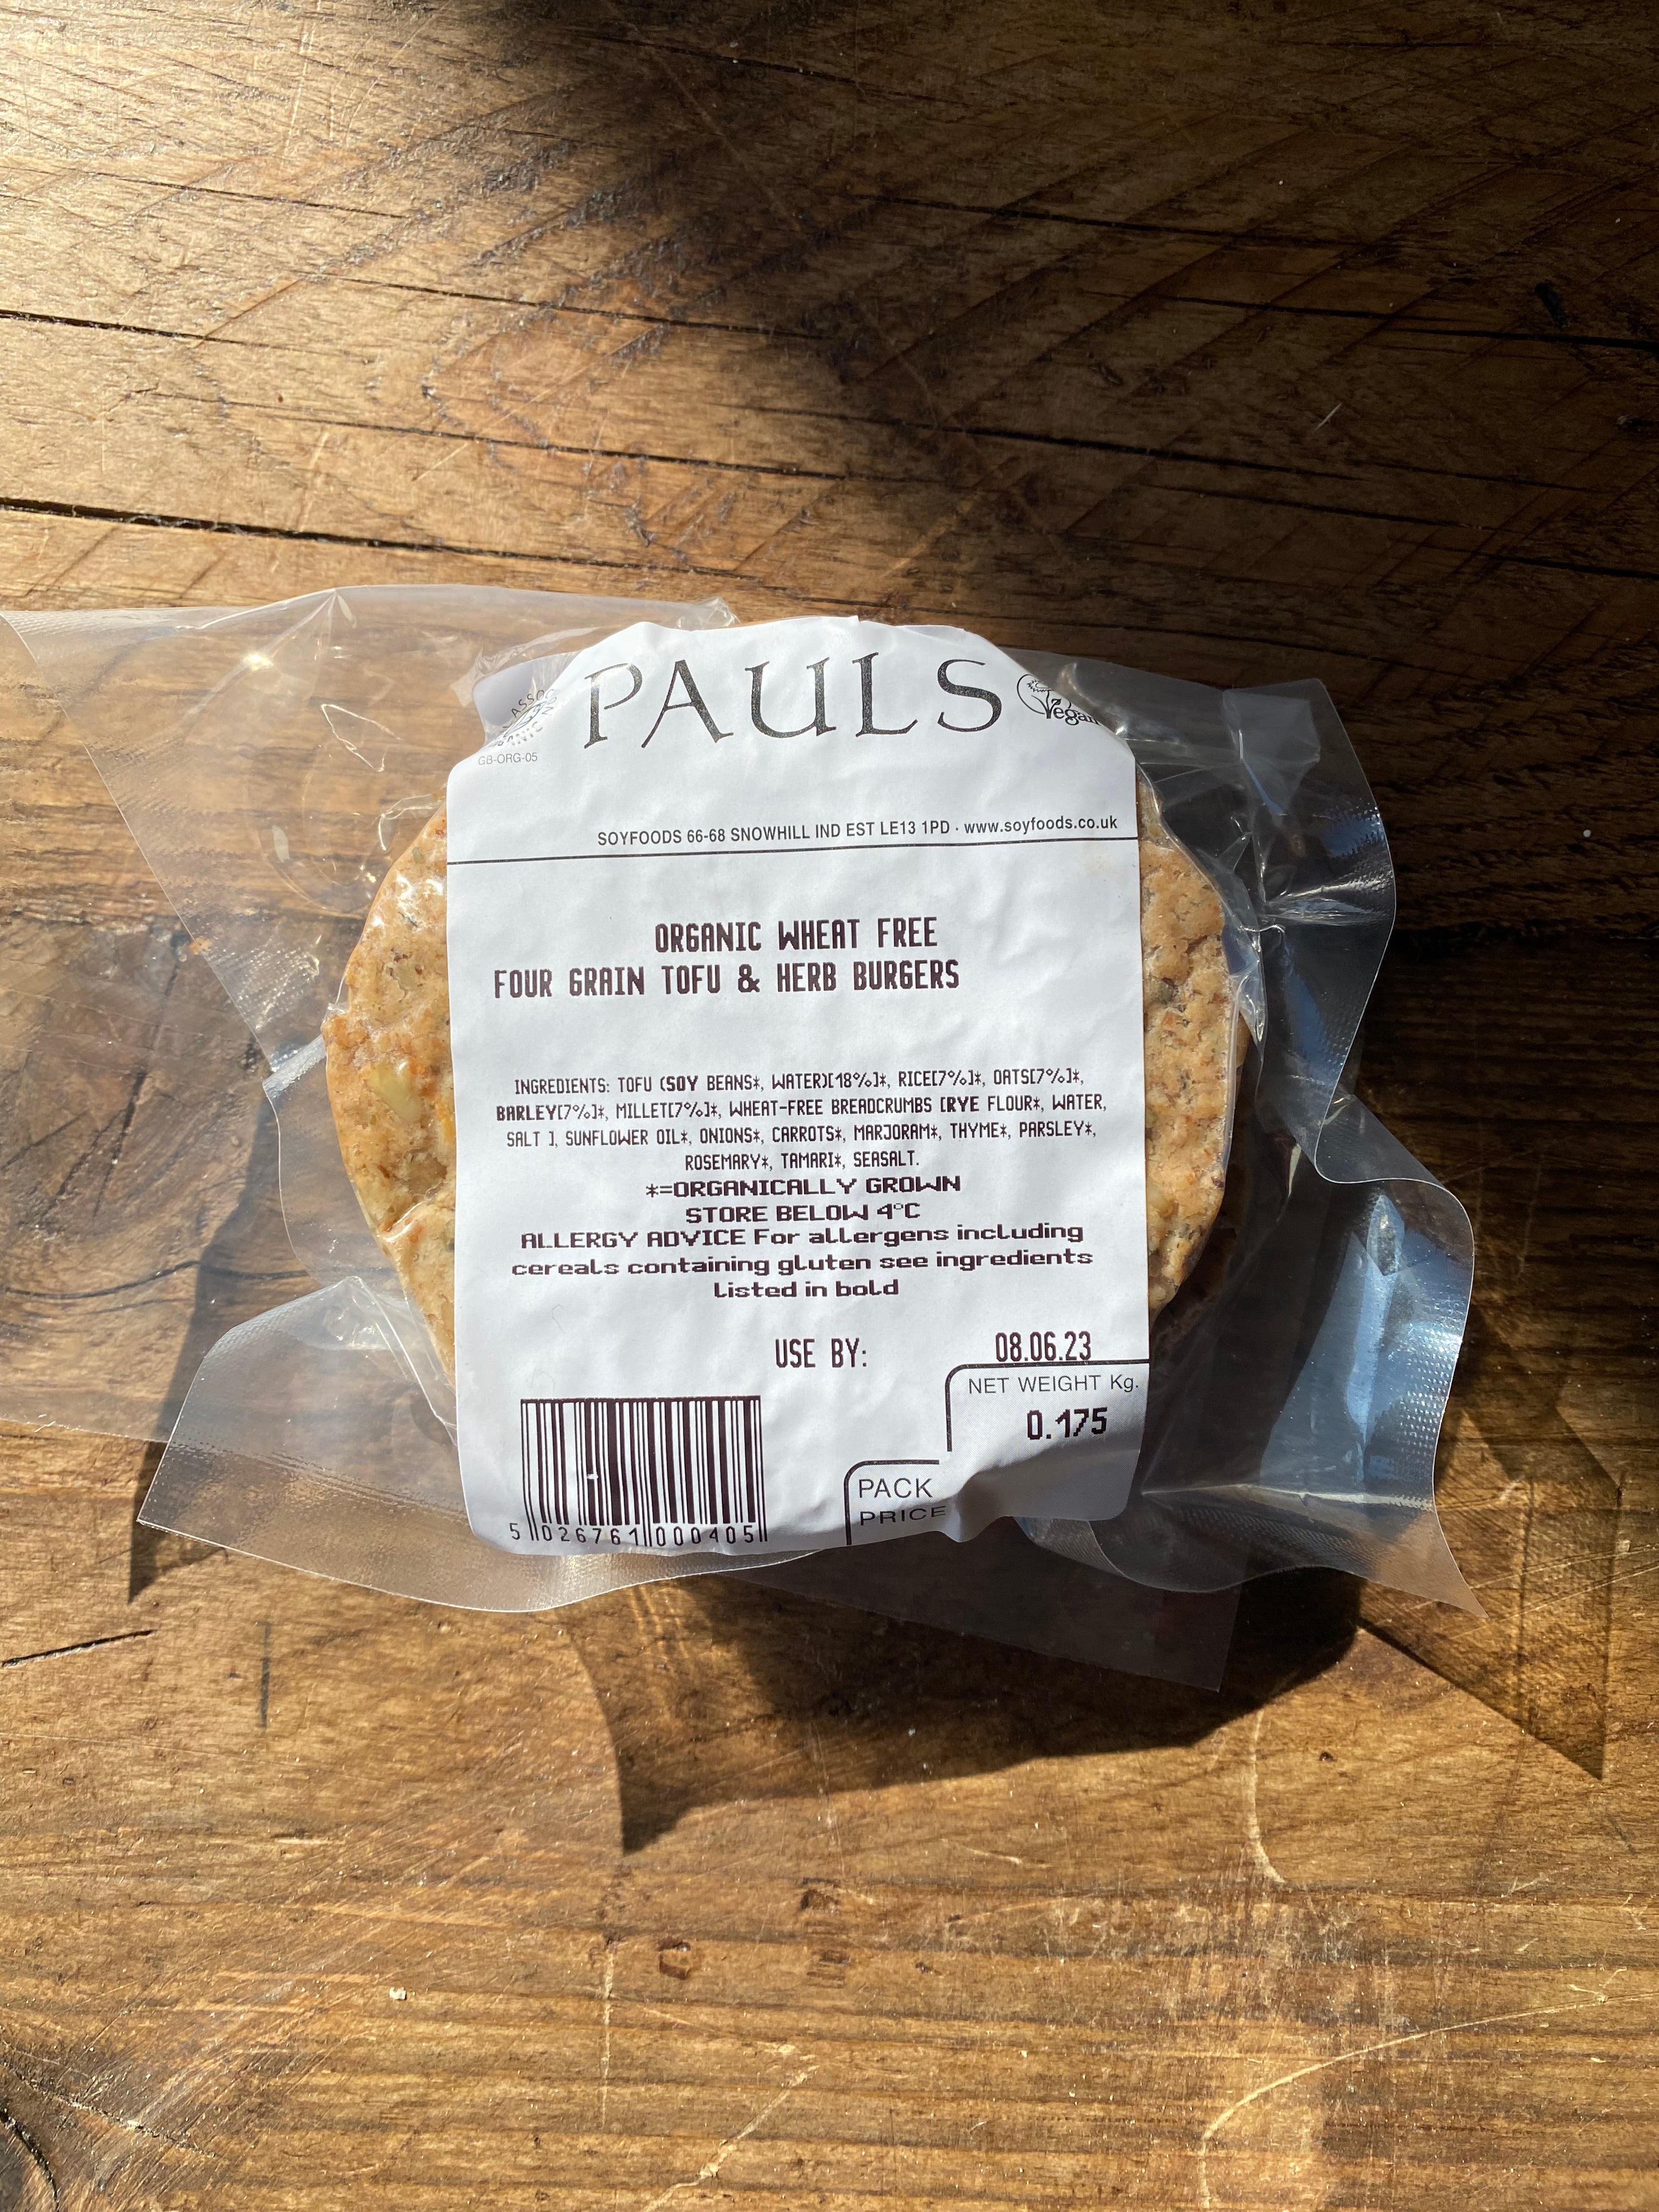 PAULS
Vegan
GB-ORG-05
SOYFOODS 66-68 SNOWHILL IND EST LE13 1PD · www.soyfoods.co.uk
ORGANIC WHEAT FREE
FOUR GRAIN TOFU & HERB BURGERS
INGREDIENTS: TOFU (SOY BEANS*, WATER)[18%]*, RICE[7%]*, OATS[7%]*,
BARLEY[7%]*, MILLET[7%]*, WHEAT-FREE BREADCRUMBS [RYE FLOUR*, WATER,
SALT ], SUNFLOWER OIL*, ONIONS*, CARROTS*, MARJORAM*, THYME*, PARSLEY*,
ROSEMARY*, TAMARI*, SEASALT.
*=ORGANICALLY GROWN
STORE BELOW 4°C
ALLERGY ADVICE For allergens including
cereals containing gluten see ingredients
listed in bold
USE BY: 08.06.23
NET WEIGHT Kg.
0.175
PACK
PRICE
5 026761 000405